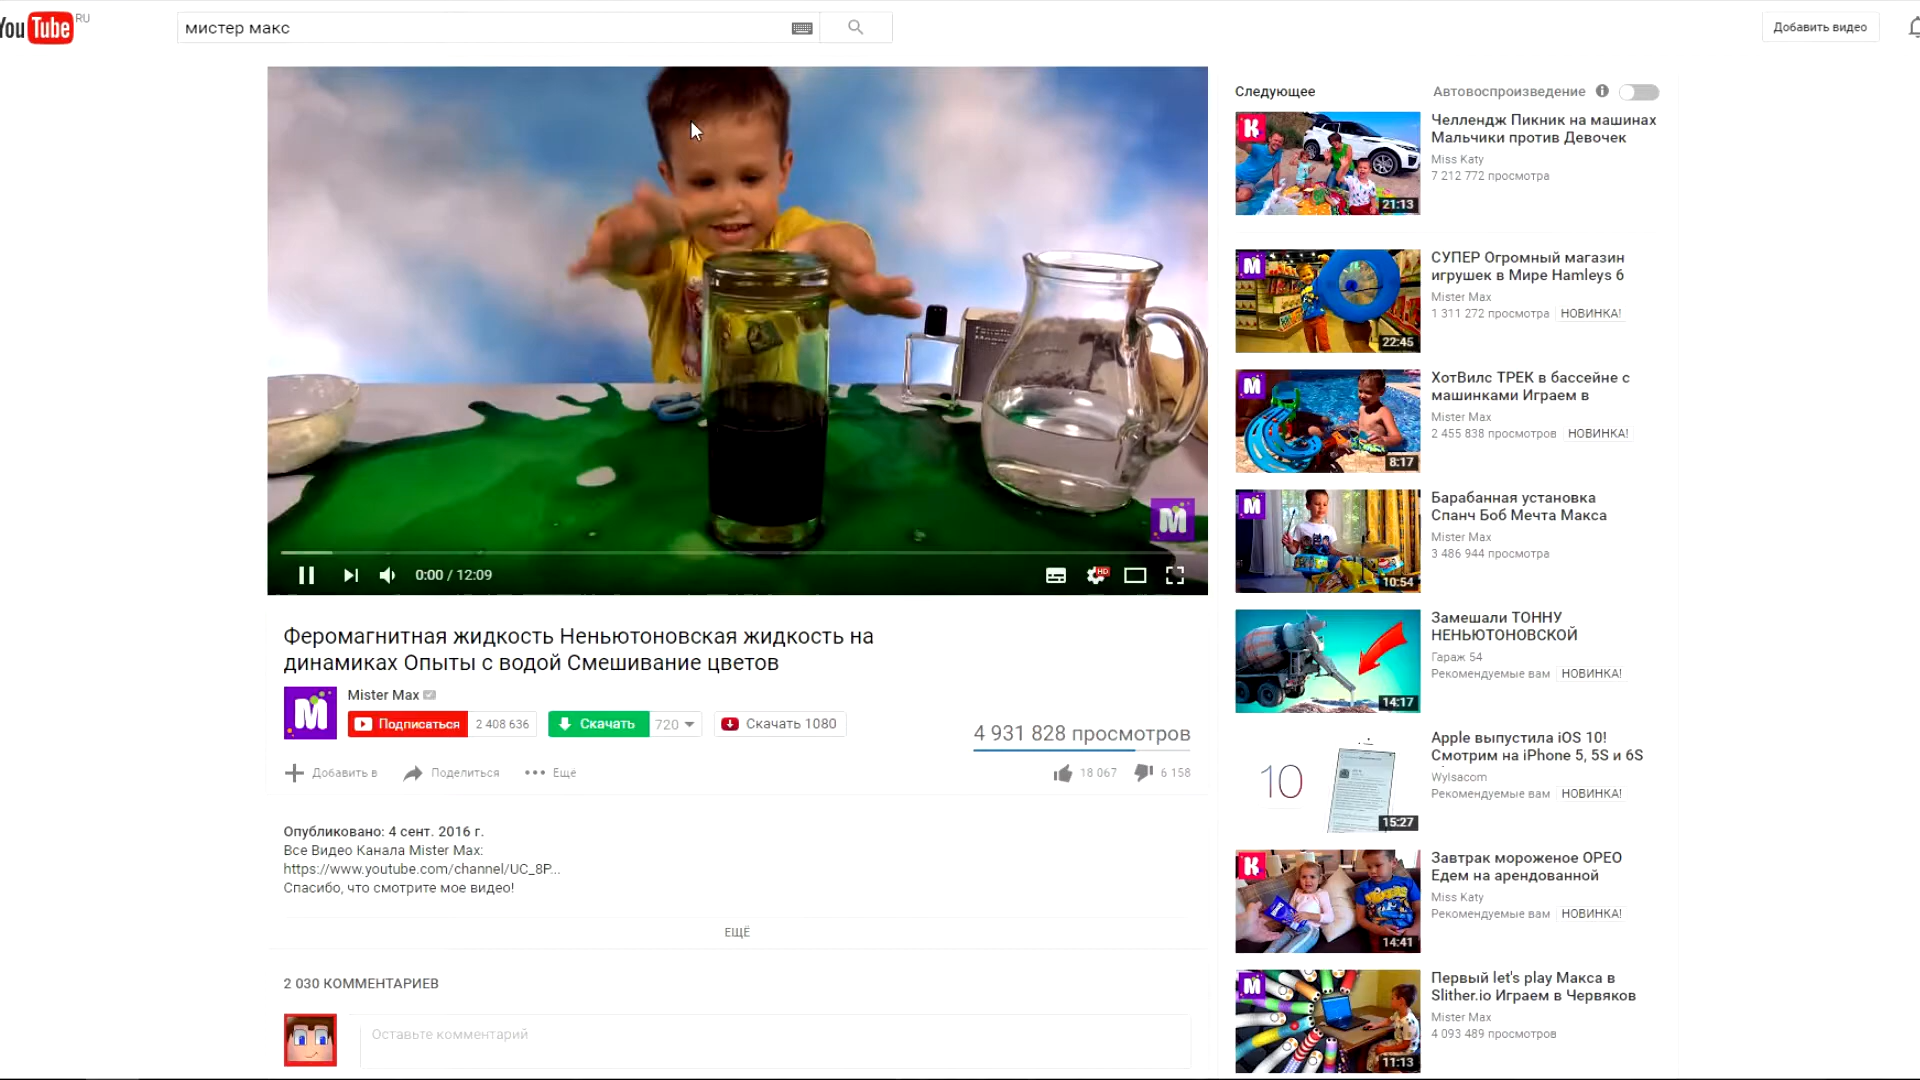 YouTube RU
мистер макс
Добавить видео
0:00 / 12:09
HD
Феромагнитная жидкость Неньютоновская жидкость на
динамиках Опыты с водой Смешивание цветов
Mister Max
Подписаться 2 408 636
Скачать 720
Скачать 1080
4 931 828 просмотров
Добавить в
Поделиться
Ещё
18 067
6 158
Опубликовано: 4 сент. 2016 г.
Все Видео Канала Mister Max:
https://www.youtube.com/channel/UC_8P...
Спасибо, что смотрите мое видео!
ЕЩЁ
2 030 КОММЕНТАРИЕВ
Оставьте комментарий
Следующее
Автовоспроизведение
21:13
Челлендж Пикник на машинах
Мальчики против Девочек
Miss Katy
7 212 772 просмотра
22:45
СУПЕР Огромный магазин
игрушек в Мире Hamleys 6
Mister Max
1 311 272 просмотра НОВИНКА!
8:17
ХотВилс ТРЕК в бассейне с
машинками Играем в
Mister Max
2 455 838 просмотров НОВИНКА!
10:54
Барабанная установка
Спанч Боб Мечта Макса
Mister Max
3 486 944 просмотра
14:17
Замешали ТОННУ
НЕНЬЮТОНОВСКОЙ
Гараж 54
Рекомендуемые вам НОВИНКА!
10
15:27
Apple выпустила iOS 10!
Смотрим на iPhone 5, 5S и 6S
Wylsacom
Рекомендуемые вам НОВИНКА!
14:41
Завтрак мороженое ОРЕО
Едем на арендованной
Miss Katy
Рекомендуемые вам НОВИНКА!
11:13
Первый let's play Макса в
Slither.io Играем в Червяков
Mister Max
4 093 489 просмотров